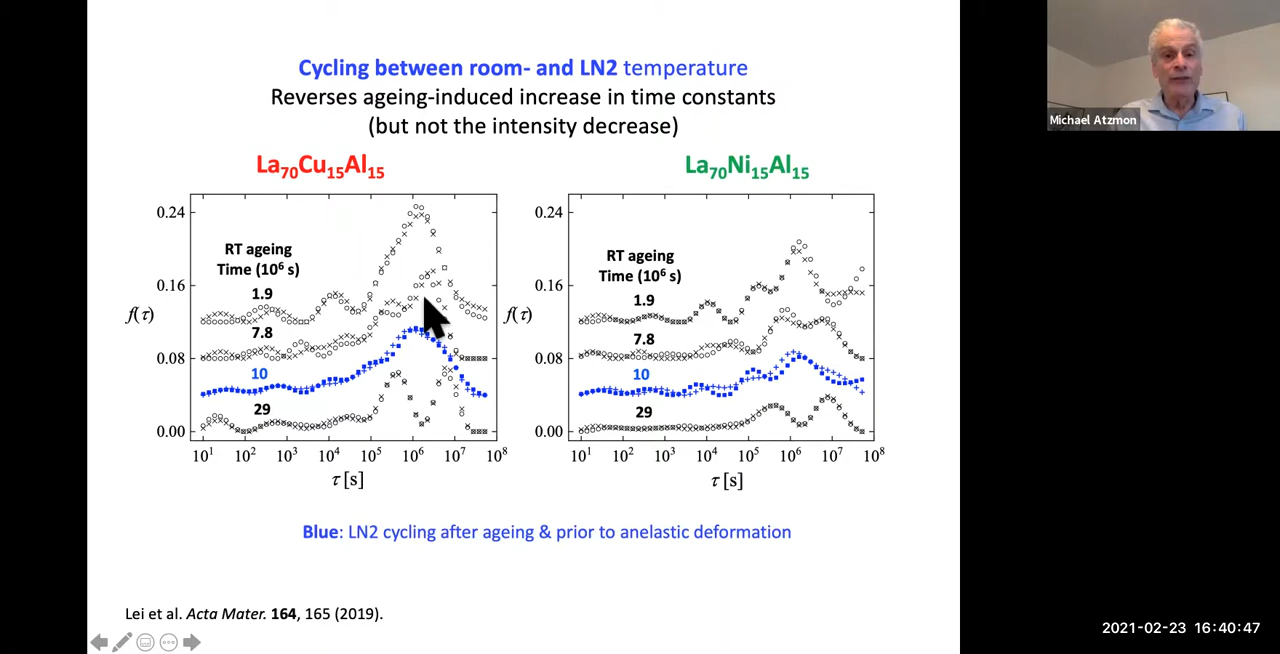 Cycling between room- and LN2 temperature
Reverses ageing-induced increase in time constants
(but not the intensity decrease)
La70Cu15Al15
0.24
0.16
0.08
0.00
f(τ)
RT ageing
Time (10⁶ s)
1.9
7.8
10
29
10¹ 10² 10³ 10⁴ 10⁵ 10⁶ 10⁷ 10⁸
τ [s]
La70Ni15Al15
0.24
0.16
0.08
0.00
f(τ)
RT ageing
Time (10⁶ s)
1.9
7.8
10
29
10¹ 10² 10³ 10⁴ 10⁵ 10⁶ 10⁷ 10⁸
τ [s]
Blue: LN2 cycling after ageing & prior to anelastic deformation
Lei et al. Acta Mater. 164, 165 (2019).
Michael Atzmon
2021-02-23 16:40:47